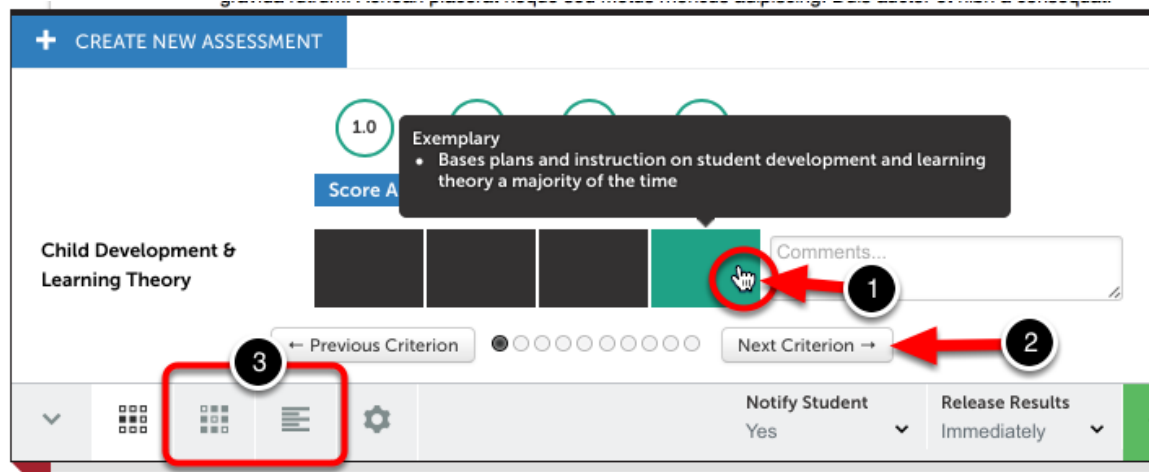 CREATE NEW ASSESSMENT
1.0
Exemplary
• Bases plans and instruction on student development and learning
theory a majority of the time
Score A
Child Development &
Learning Theory
Comments...
1
← Previous Criterion
Next Criterion →
2
3
Notify Student
Yes
Release Results
Immediately